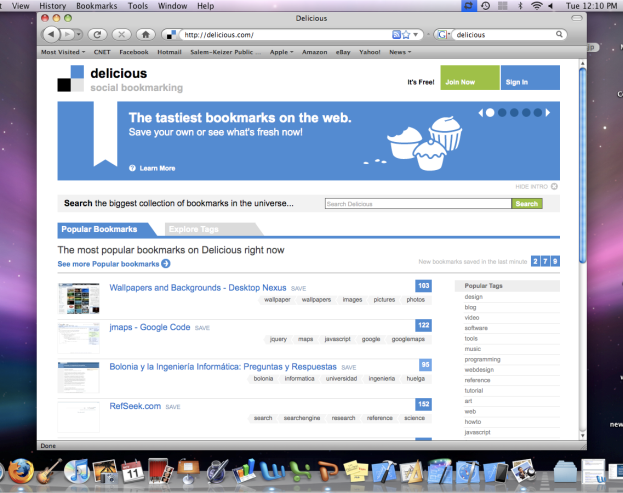 View History Bookmarks Tools Window Help Tue 12:10 PM
Delicious
http://delicious.com/ delicious
Most Visited CNET Facebook Hotmail Salem-Keizer Public ... Apple Amazon eBay Yahoo! News
delicious
social bookmarking
It's Free! Join Now Sign In
The tastiest bookmarks on the web.
Save your own or see what's fresh now!
Learn More
HIDE INTRO
Search the biggest collection of bookmarks in the universe... Search Delicious Search
Popular Bookmarks Explore Tags
The most popular bookmarks on Delicious right now
See more Popular bookmarks New bookmarks saved in the last minute 2 7 9
Wallpapers and Backgrounds - Desktop Nexus SAVE 103
wallpaper wallpapers images pictures photos
jmaps - Google Code SAVE 122
jquery maps javascript google googlemaps
Bolonia y la Ingeniería Informática: Preguntas y Respuestas SAVE 95
bolonia informatica universidad ingenieria huelga
RefSeek.com SAVE 152
search searchengine research reference science
Popular Tags
design
blog
video
software
tools
music
programming
webdesign
reference
tutorial
art
web
howto
javascript
Done
new
11